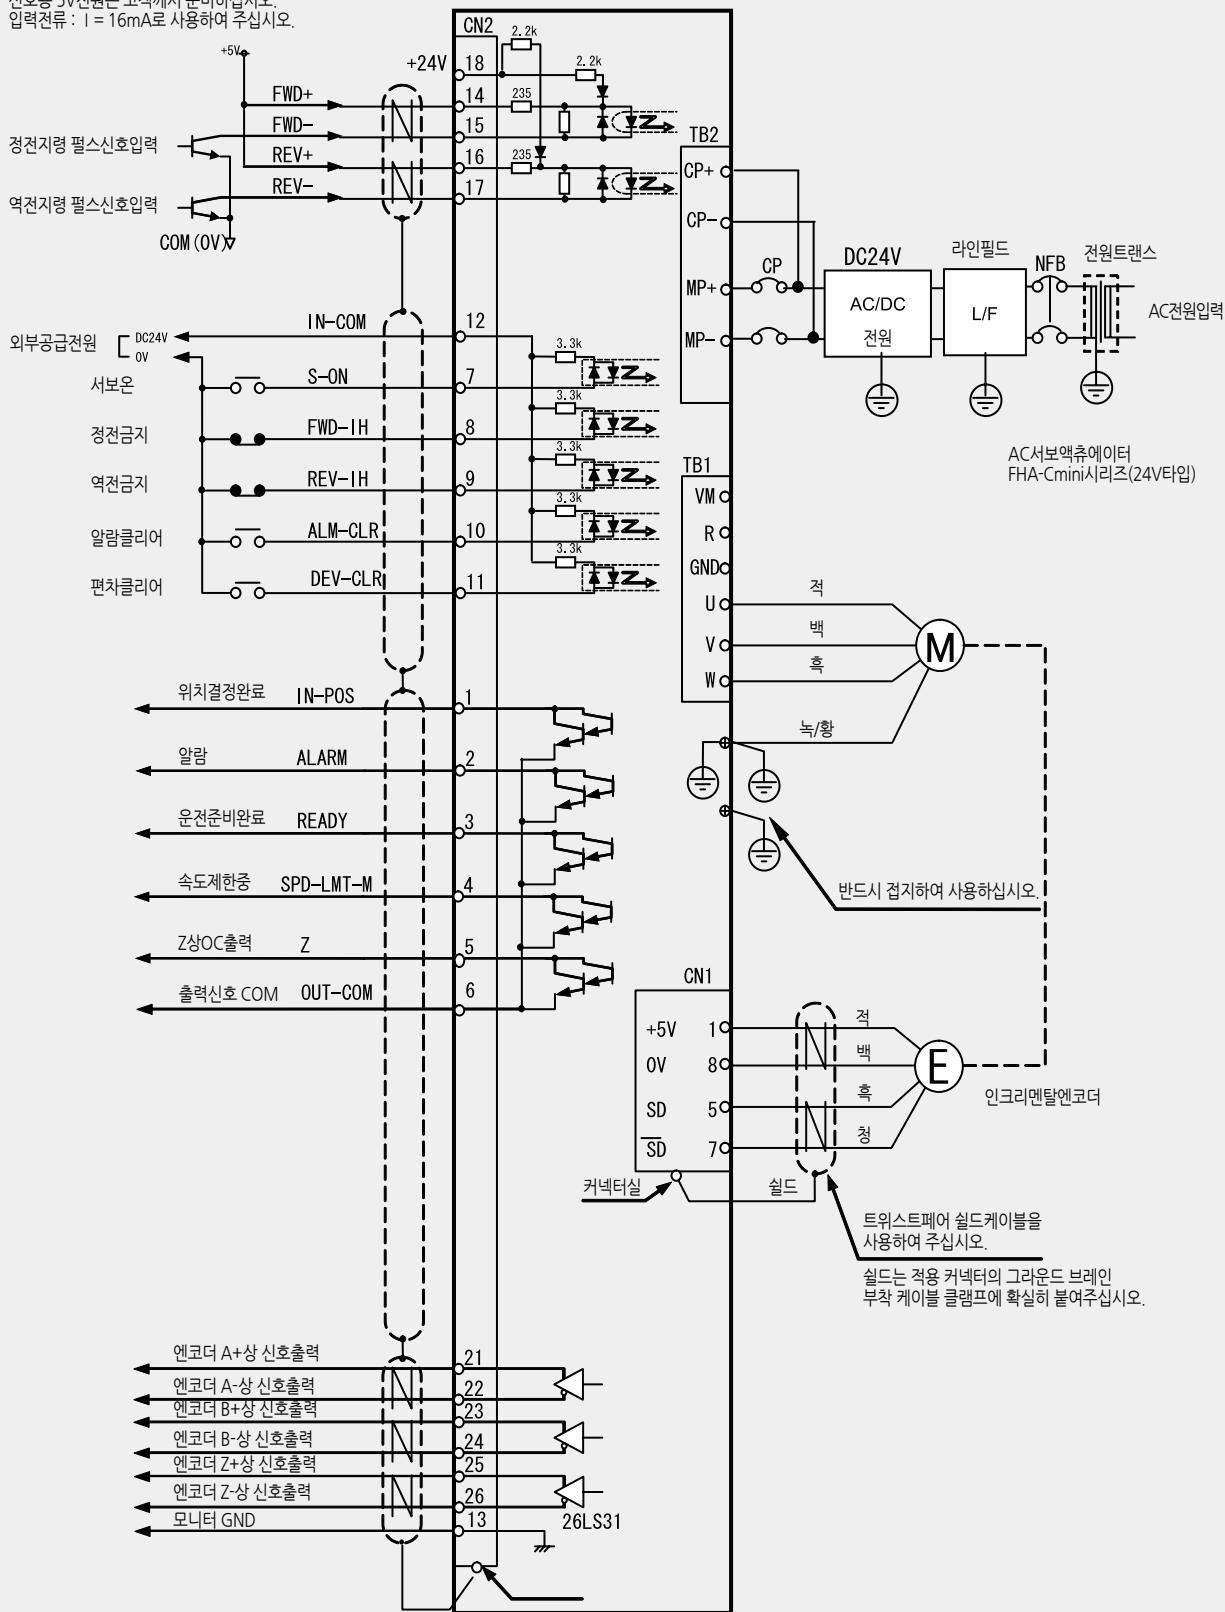 신호용 5V전원은 고객께서 준비하십시오.
입력전류 : I = 16mA로 사용하여 주십시오.
CN2
2.2k
+5V
+24V
18
2.2k
FWD+
14
235
FWD-
15
TB2
정전지령 펄스신호입력
REV+
16
235
CP+
REV-
17
역전지령 펄스신호입력
CP-
COM(0V)
CP
DC24V
라인필드
NFB
전원트랜스
MP+
AC/DC
전원
L/F
AC전원입력
MP-
IN-COM
12
외부공급전원
DC24V
0V
3.3k
서보온
S-ON
7
3.3k
정전금지
FWD-IH
8
3.3k
AC서보액츄에이터
FHA-Cmini시리즈(24V타입)
TB1
역전금지
REV-IH
9
3.3k
VM
알람클리어
ALM-CLR
10
R
3.3k
GND
편차클리어
DEV-CLR
11
적
U
백
V
M
흑
W
위치결정완료
IN-POS
1
녹/황
알람
ALARM
2
운전준비완료
READY
3
속도제한중
SPD-LMT-M
4
반드시 접지하여 사용하십시오.
Z상OC출력
Z
5
CN1
출력신호 COM
OUT-COM
6
+5V
1
적
0V
8
백
E
SD
5
흑
인크리멘탈엔코더
SD
7
청
커넥터실
쉴드
트위스트페어 쉴드케이블을
사용하여 주십시오.
쉴드는 적용 커넥터의 그라운드 브레인
부착 케이블 클램프에 확실히 붙여주십시오.
엔코더 A+상 신호출력
21
엔코더 A-상 신호출력
22
엔코더 B+상 신호출력
23
엔코더 B-상 신호출력
24
엔코더 Z+상 신호출력
25
엔코더 Z-상 신호출력
26
모니터 GND
13
26LS31